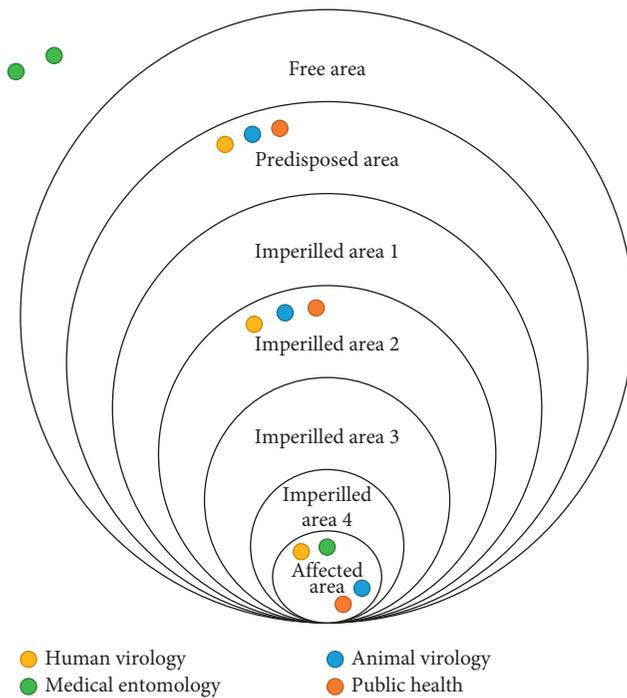 Free area
Predisposed area
Imperilled area 1
Imperilled area 2
Imperilled area 3
Imperilled
area 4
Affected
area
Human virology
Animal virology
Medical entomology
Public health